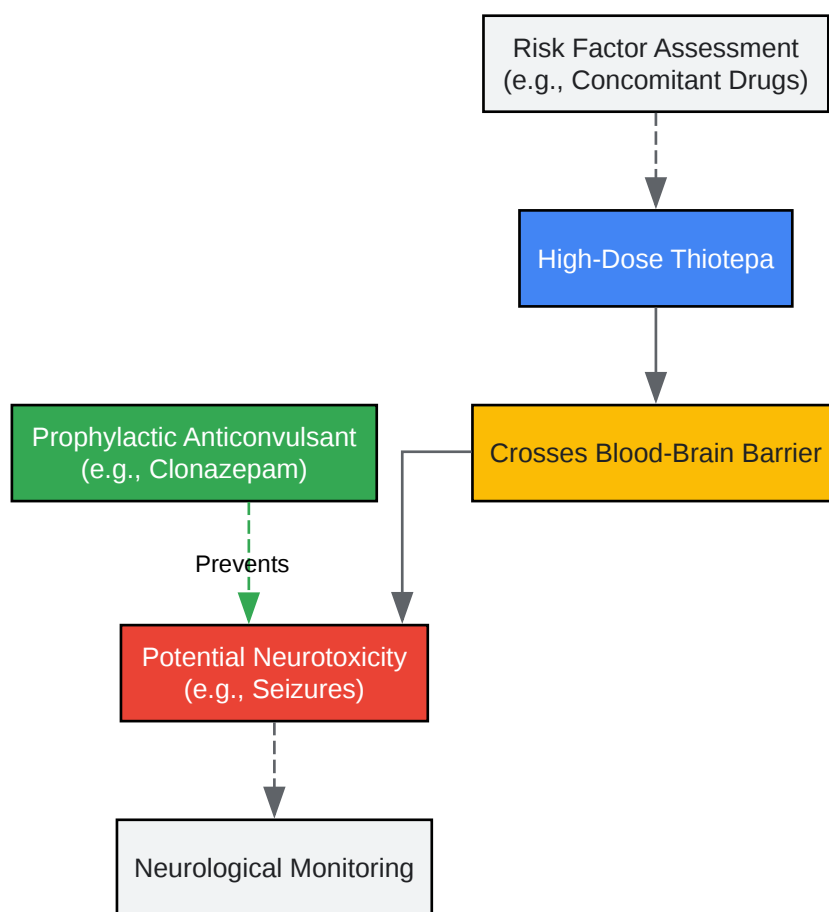 Risk Factor Assessment
(e.g., Concomitant Drugs)
High-Dose Thiotepa
Crosses Blood-Brain Barrier
Prophylactic Anticonvulsant
(e.g., Clonazepam)
Prevents
Potential Neurotoxicity
(e.g., Seizures)
Neurological Monitoring